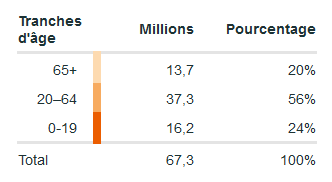 Tranches d'âge Millions Pourcentage
65+ 13,7 20%
20–64 37,3 56%
0-19 16,2 24%
Total 67,3 100%